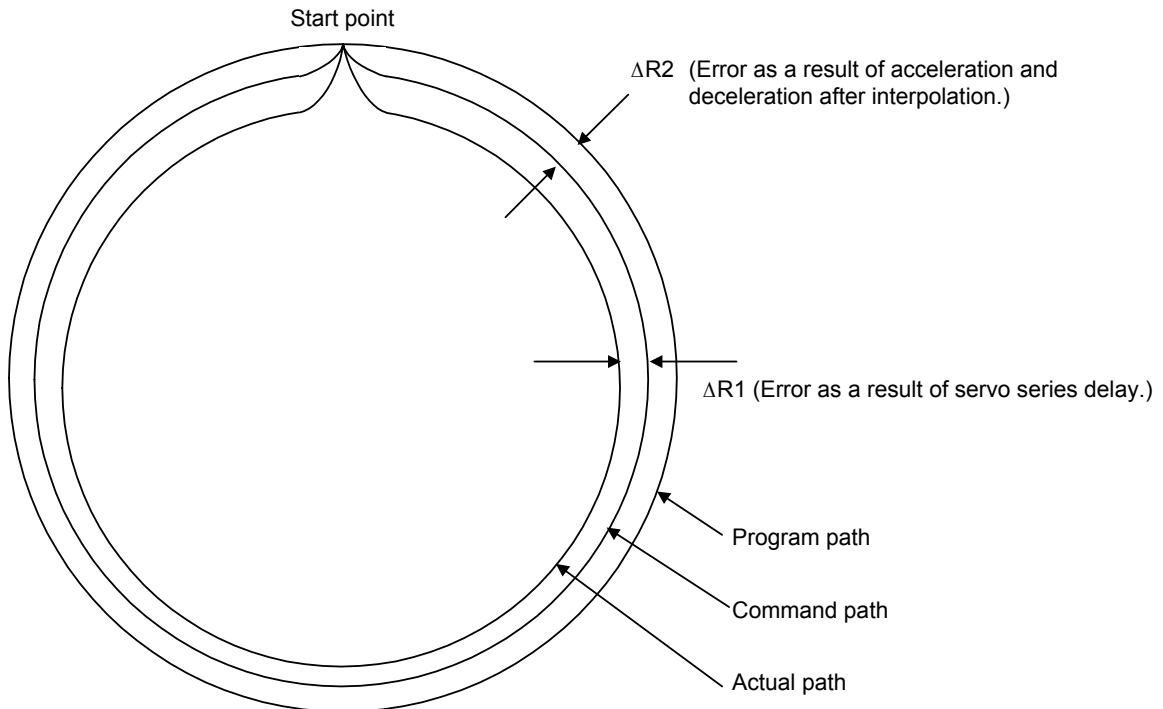 Start point
ΔR2 (Error as a result of acceleration and
deceleration after interpolation.)
ΔR1 (Error as a result of servo series delay.)
Program path
Command path
Actual path